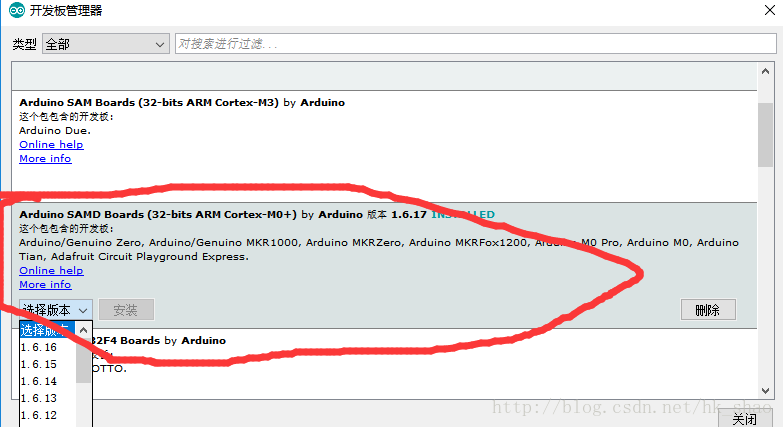 开发板管理器
类型 全部 对搜索进行过滤...
Arduino SAM Boards (32-bits ARM Cortex-M3) by Arduino
这个包包含的开发板:
Arduino Due.
Online help
More info
Arduino SAMD Boards (32-bits ARM Cortex-M0+) by Arduino 版本 1.6.17 INSTALLED
这个包包含的开发板:
Arduino/Genuino Zero, Arduino/Genuino MKR1000, Arduino MKRZero, Arduino MKRFox1200, Arduino M0 Pro, Arduino M0, Arduino
Tian, Adafruit Circuit Playground Express.
Online help
More info
选择版本 安装 删除
选择版本
1.6.16
1.6.15
1.6.14
1.6.13
1.6.12
32F4 Boards by Arduino
OTTO.
http://blog.csdn.net/hk_shao
关闭